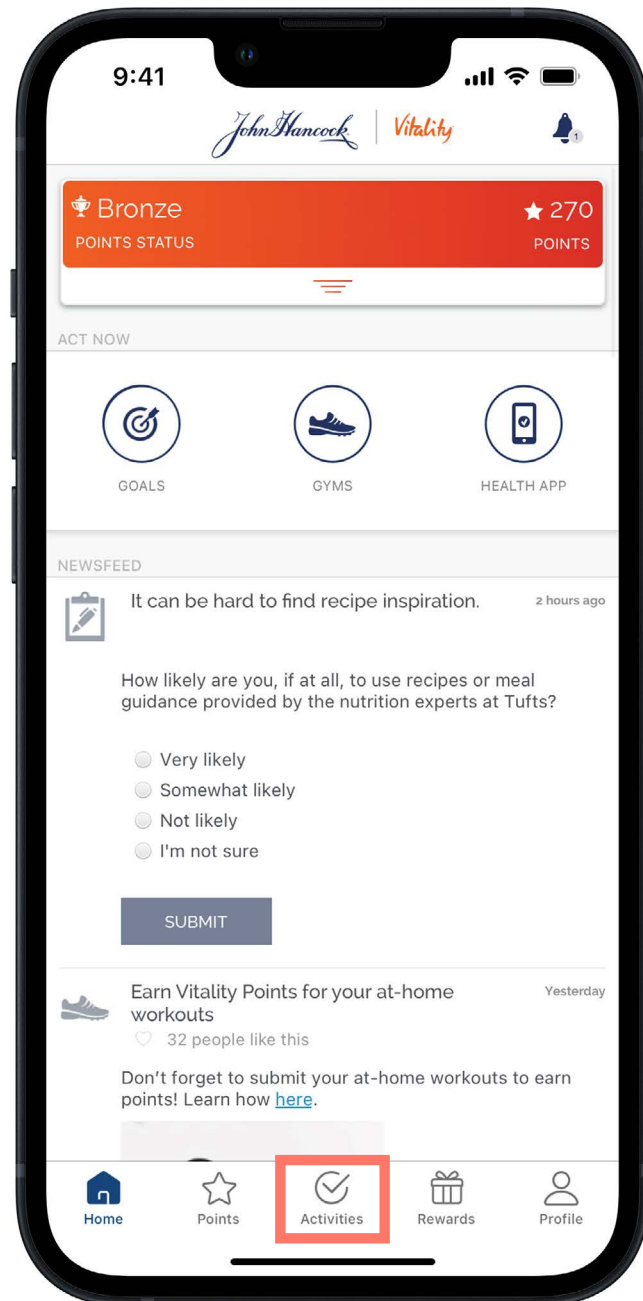 9:41
John Hancock Vitality
1
Bronze
270
POINTS STATUS
POINTS
ACT NOW
GOALS
GYMS
HEALTH APP
NEWSFEED
It can be hard to find recipe inspiration.
2 hours ago
How likely are you, if at all, to use recipes or meal
guidance provided by the nutrition experts at Tufts?
Very likely
Somewhat likely
Not likely
I'm not sure
SUBMIT
Earn Vitality Points for your at-home
Yesterday
workouts
32 people like this
Don't forget to submit your at-home workouts to earn
points! Learn how here.
Home
Points
Activities
Rewards
Profile